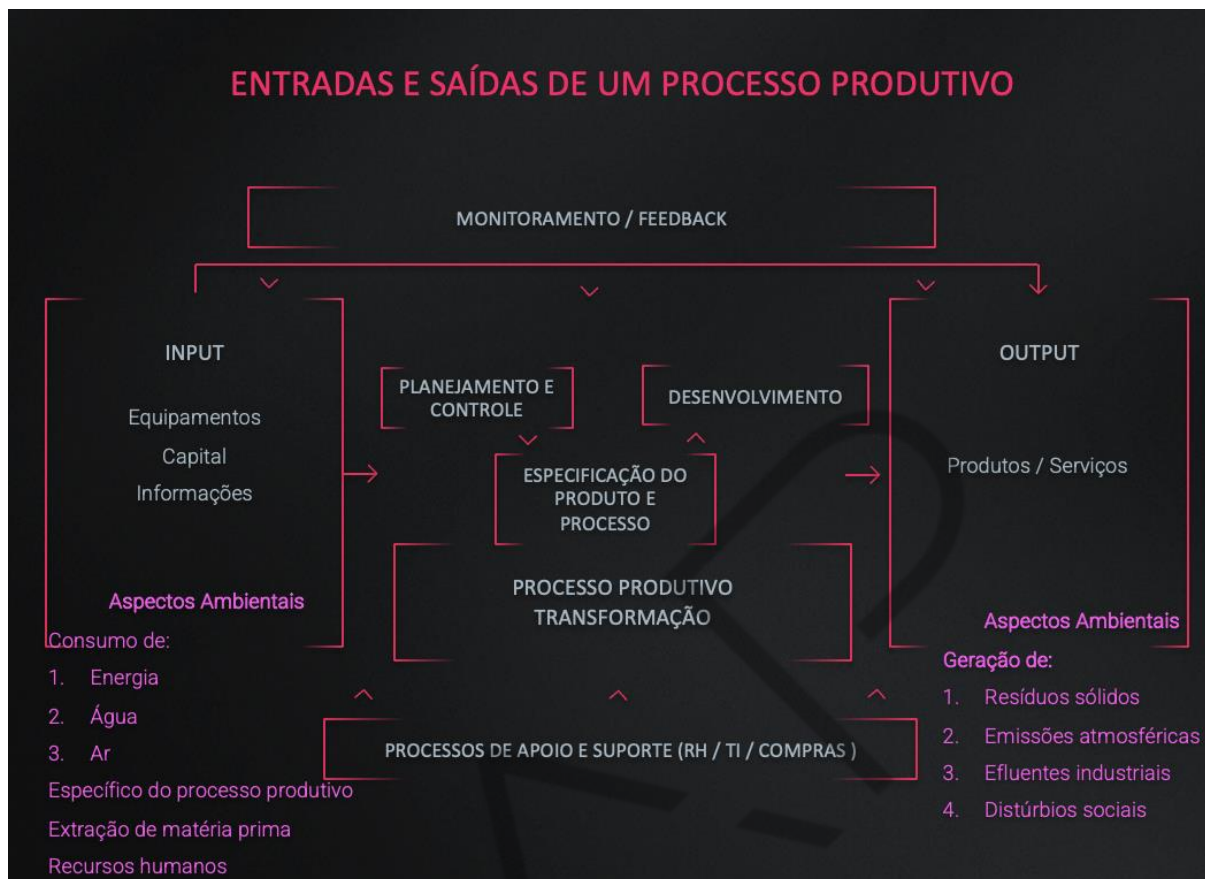 ENTRADAS E SAÍDAS DE UM PROCESSO PRODUTIVO
MONITORAMENTO / FEEDBACK
INPUT
Equipamentos
Capital
Informações
Aspectos Ambientais
Consumo de:
1. Energia
2. Água
3. Ar
Específico do processo produtivo
Extração de matéria prima
Recursos humanos
PLANEJAMENTO E
CONTROLE
DESENVOLVIMENTO
ESPECIFICAÇÃO DO
PRODUTO E
PROCESSO
PROCESSO PRODUTIVO
TRANSFORMAÇÃO
PROCESSOS DE APOIO E SUPORTE (RH / TI / COMPRAS )
OUTPUT
Produtos / Serviços
Aspectos Ambientais
Geração de:
1. Resíduos sólidos
2. Emissões atmosféricas
3. Efluentes industriais
4. Distúrbios sociais